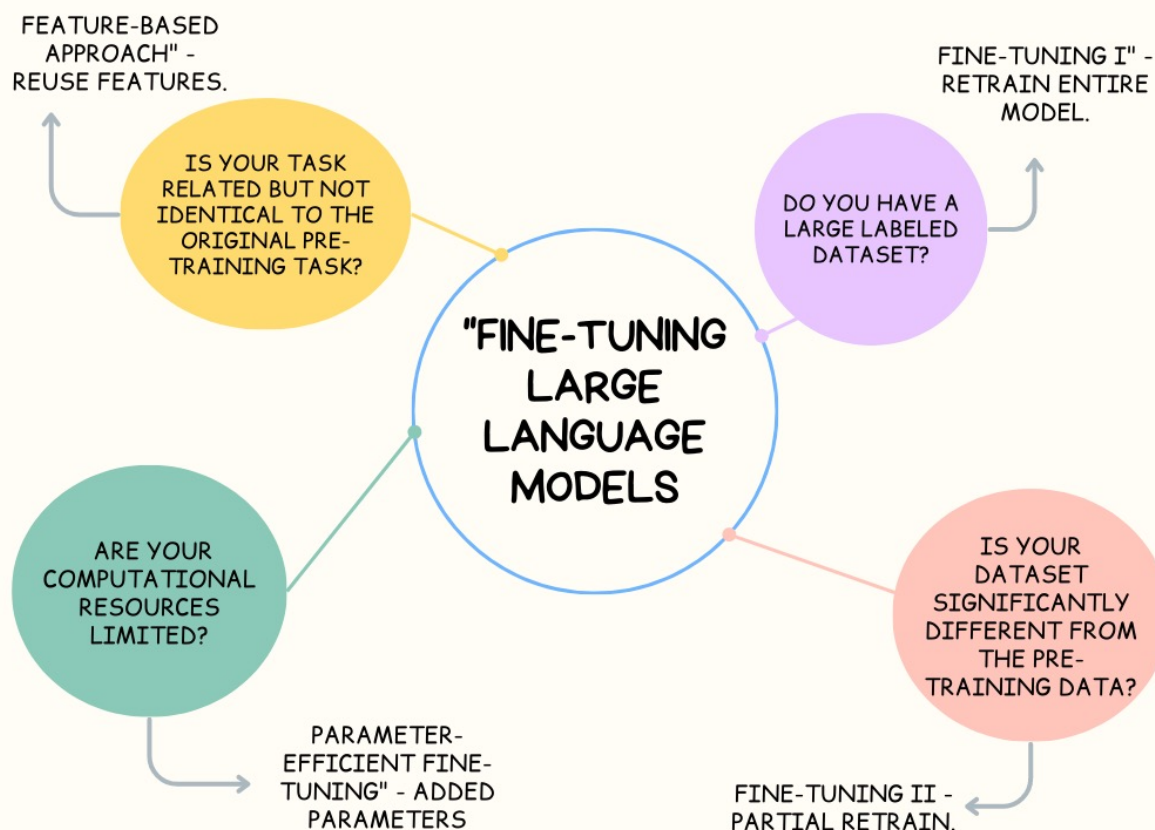 FEATURE-BASED
APPROACH" -
REUSE FEATURES.
IS YOUR TASK
RELATED BUT NOT
IDENTICAL TO THE
ORIGINAL PRE-
TRAINING TASK?
FINE-TUNING I" -
RETRAIN ENTIRE
MODEL.
DO YOU HAVE A
LARGE LABELED
DATASET?
"FINE-TUNING
LARGE
LANGUAGE
MODELS
ARE YOUR
COMPUTATIONAL
RESOURCES
LIMITED?
PARAMETER-
EFFICIENT FINE-
TUNING" - ADDED
PARAMETERS
IS YOUR
DATASET
SIGNIFICANTLY
DIFFERENT FROM
THE PRE-
TRAINING DATA?
FINE-TUNING II -
PARTIAL RETRAIN.